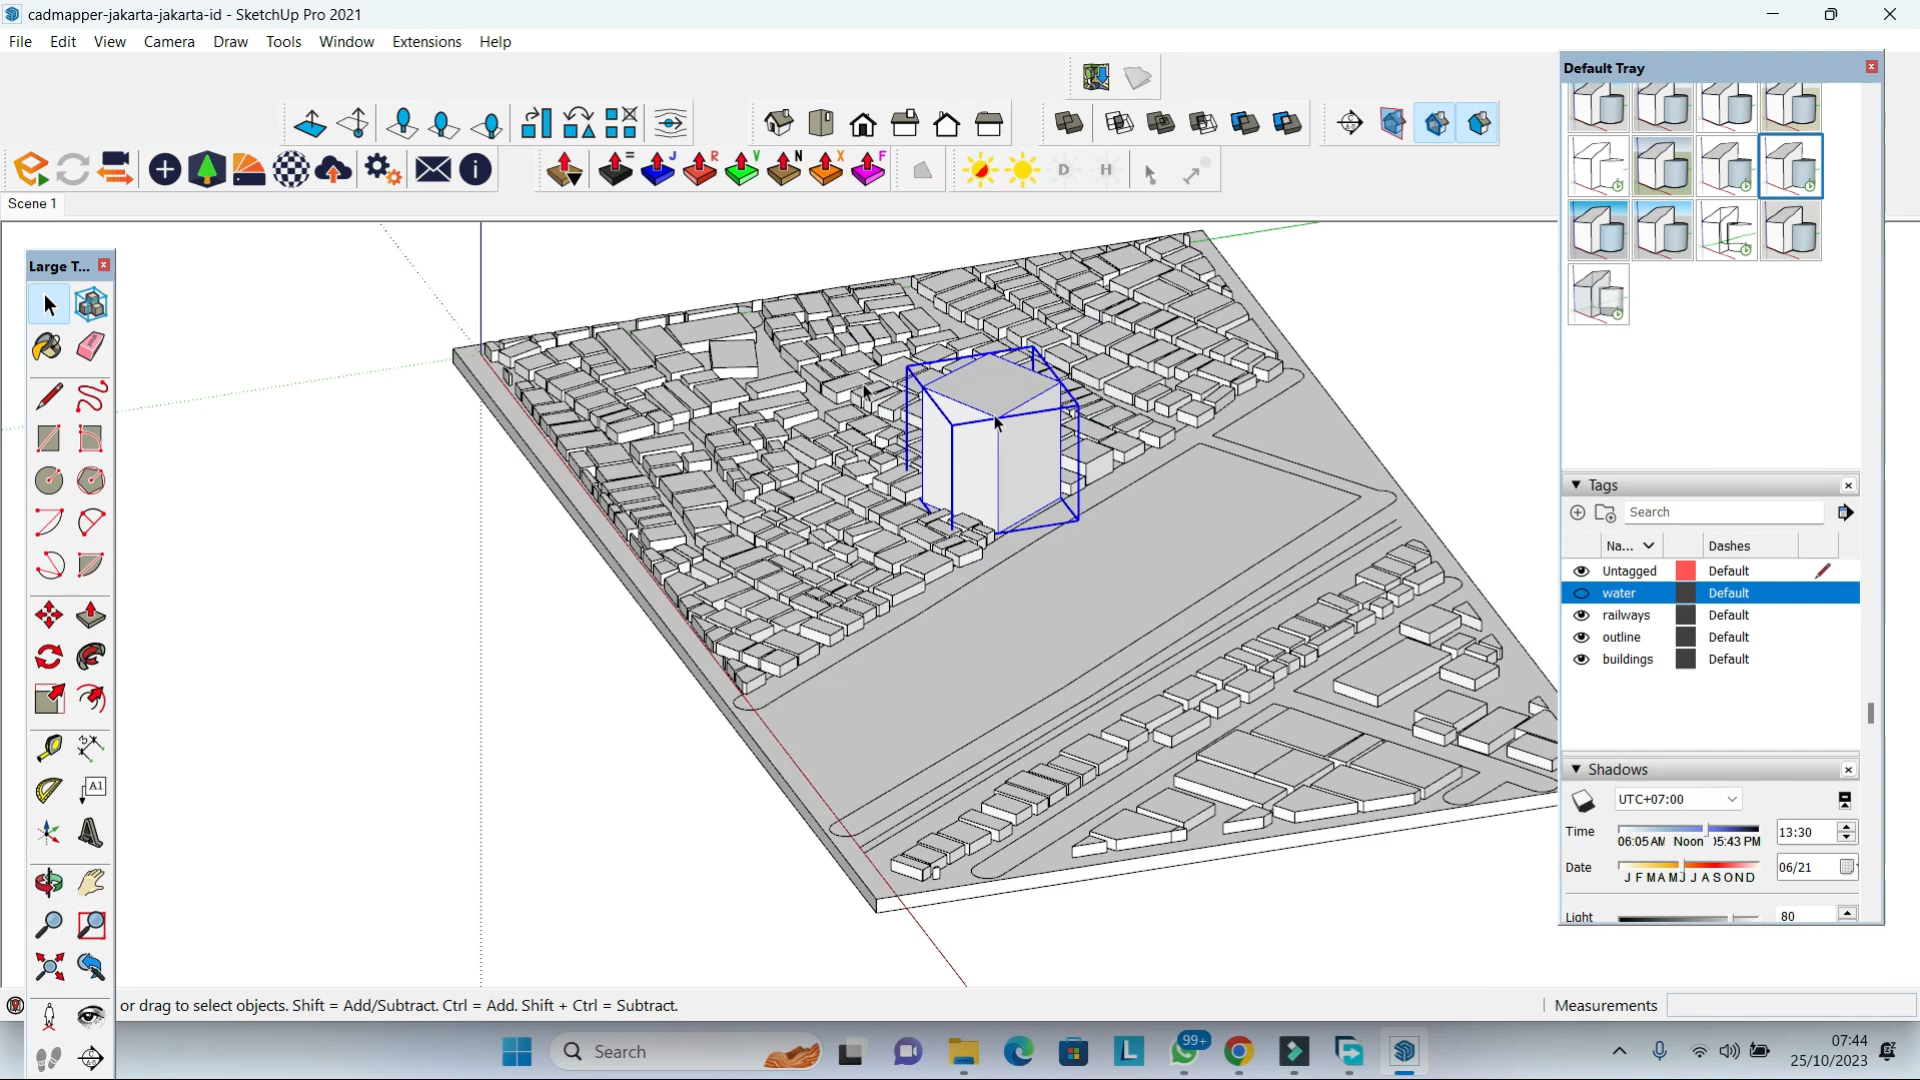 cadmapper-jakarta-jakarta-id - SketchUp Pro 2021
File Edit View Camera Draw Tools Window Extensions Help
Default Tray
= J R V N X F D H
Scene 1
Large T...
Tags
Search
Na... Dashes
Untagged Default
water Default
railways Default
outline Default
buildings Default
A1
Shadows
UTC+07:00
Time 13:30
06:05 AM Noon 05:43 PM
Date 06/21
J F M A M J J A S O N D
Light 80
or drag to select objects. Shift = Add/Subtract. Ctrl = Add. Shift + Ctrl = Subtract.
Measurements
Search
L
99+
07:44
25/10/2023